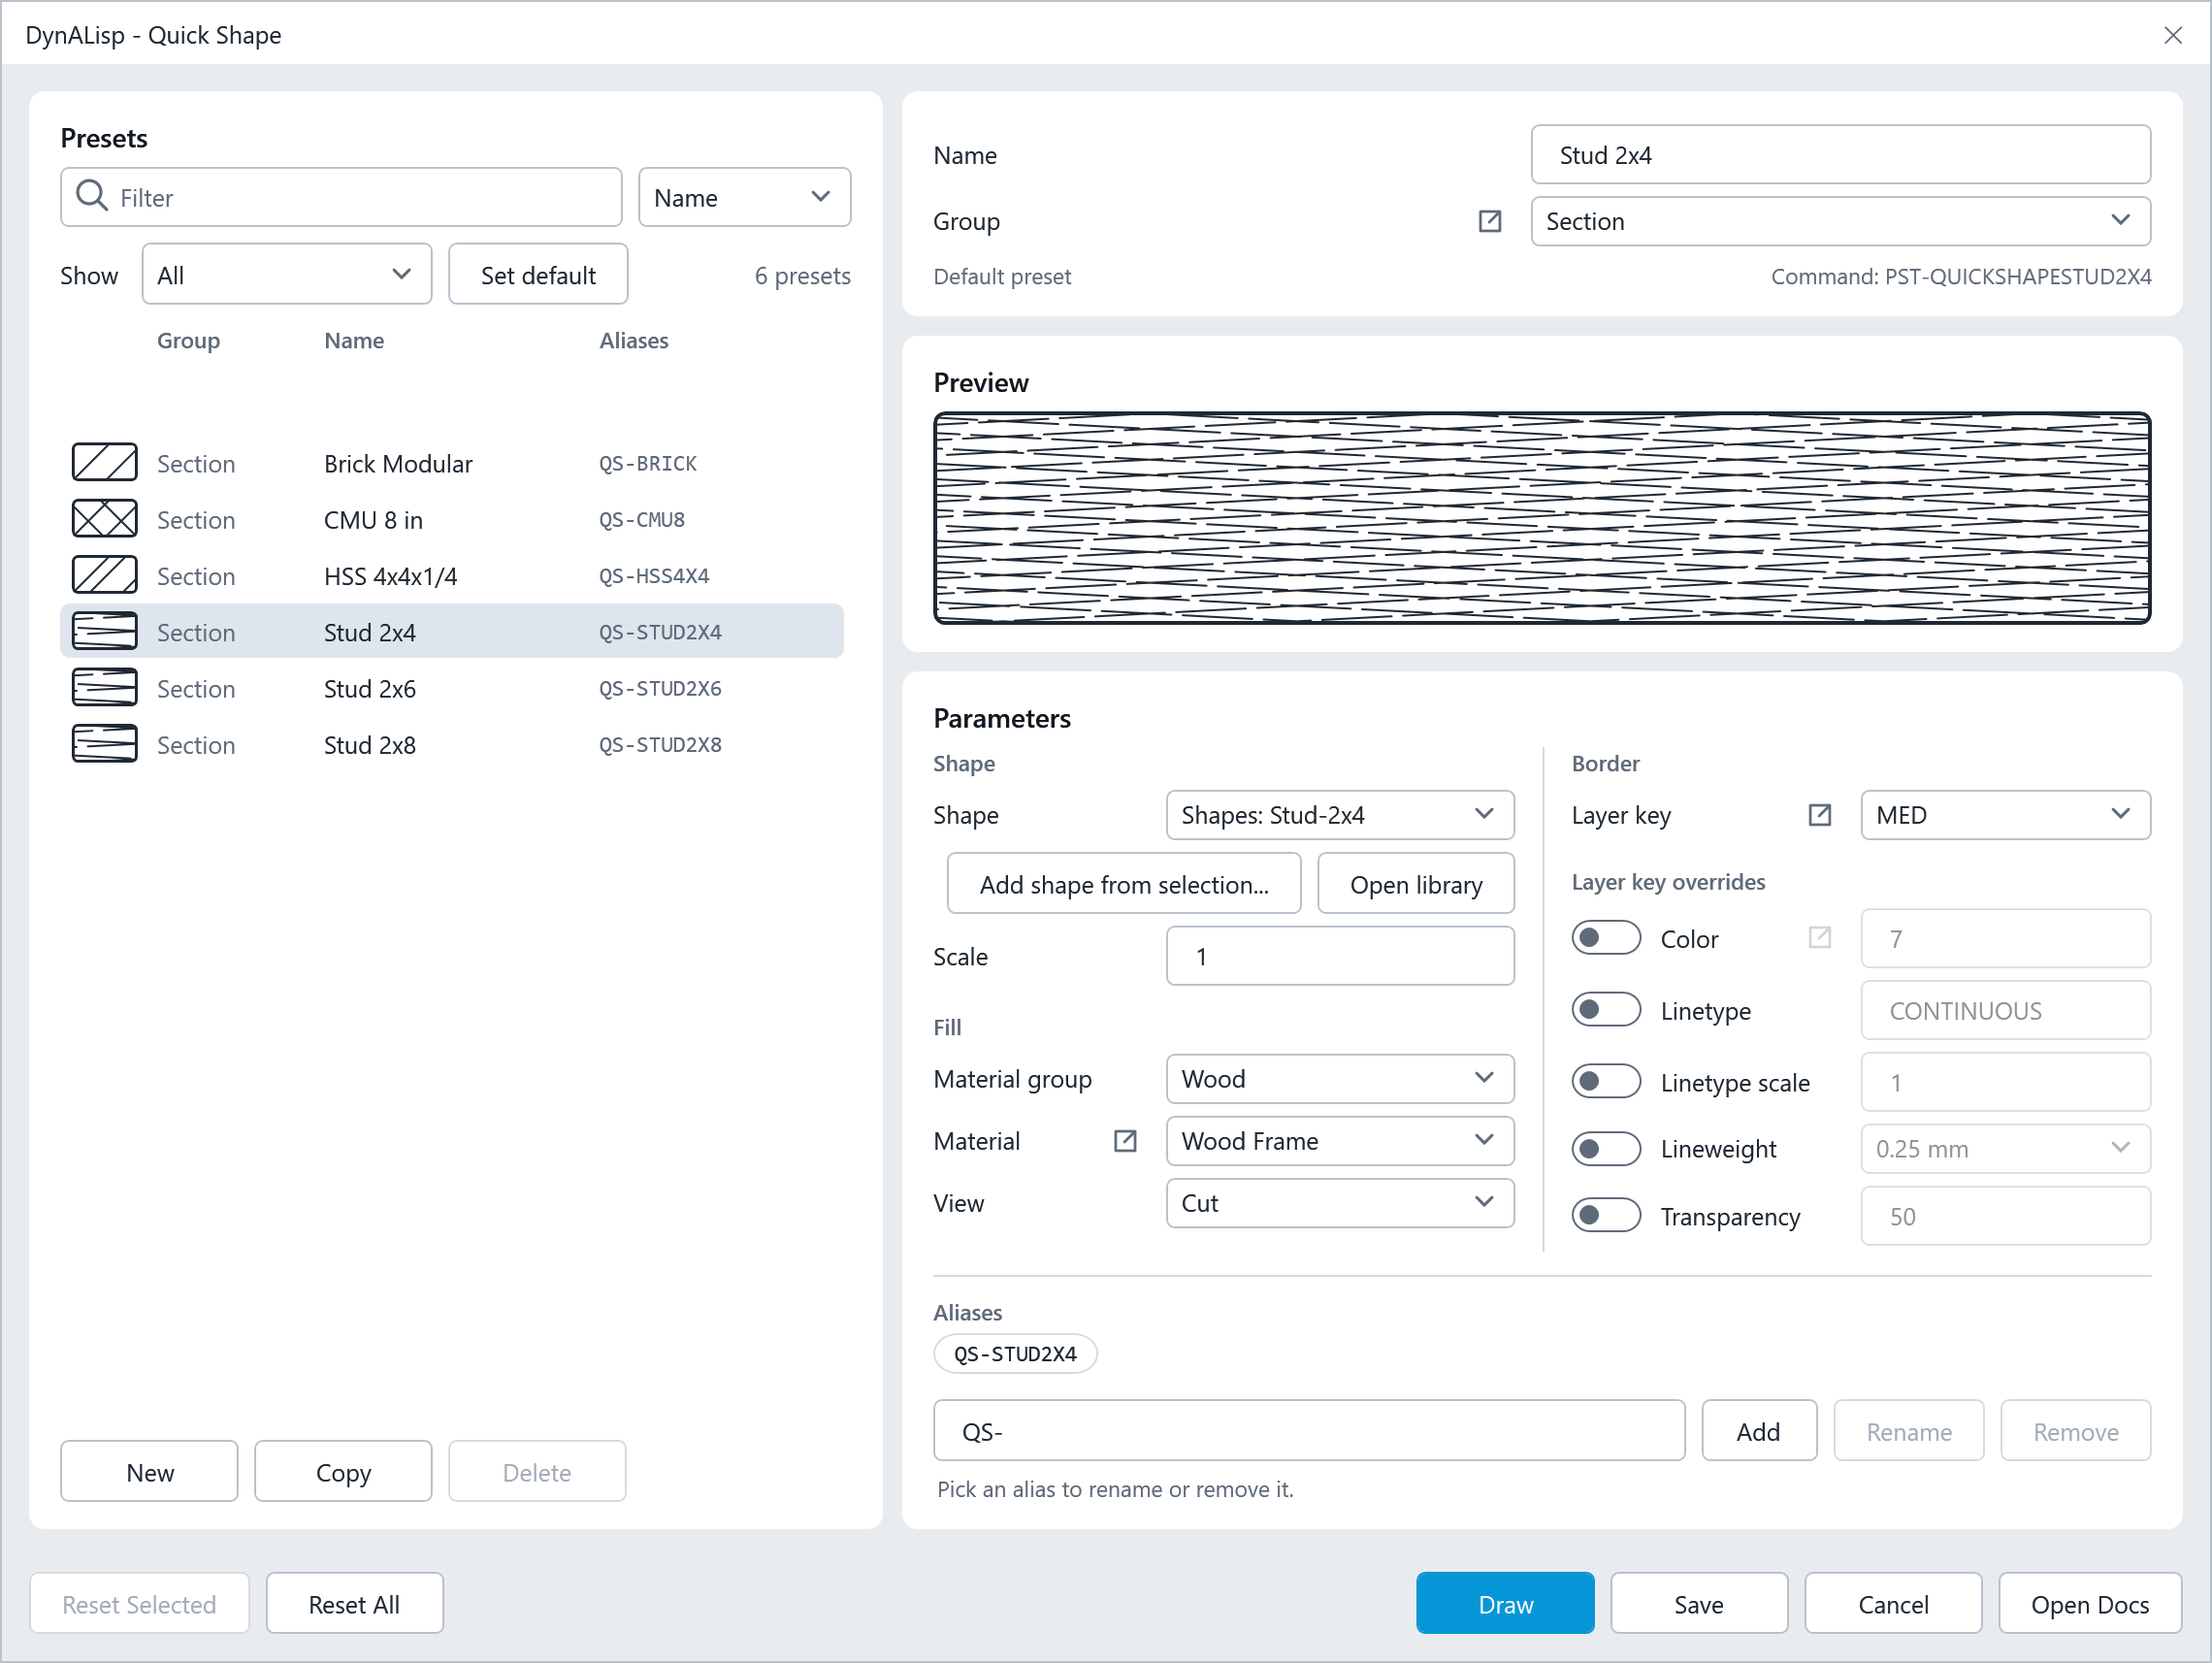 DynALisp - Quick Shape
Presets
Filter
Name
Show
All
Set default
6 presets
Group Name Aliases
Section Brick Modular QS-BRICK
Section CMU 8 in QS-CMU8
Section HSS 4x4x1/4 QS-HSS4X4
Section Stud 2x4 QS-STUD2X4
Section Stud 2x6 QS-STUD2X6
Section Stud 2x8 QS-STUD2X8
New
Copy
Delete
Name
Stud 2x4
Group
Section
Default preset
Command: PST-QUICKSHAPESTUD2X4
Preview
Parameters
Shape
Shape
Shapes: Stud-2x4
Add shape from selection...
Open library
Scale
1
Fill
Material group
Wood
Material
Wood Frame
View
Cut
Border
Layer key
MED
Layer key overrides
Color
7
Linetype
CONTINUOUS
Linetype scale
1
Lineweight
0.25 mm
Transparency
50
Aliases
QS-STUD2X4
QS-
Add
Rename
Remove
Pick an alias to rename or remove it.
Reset Selected
Reset All
Draw
Save
Cancel
Open Docs